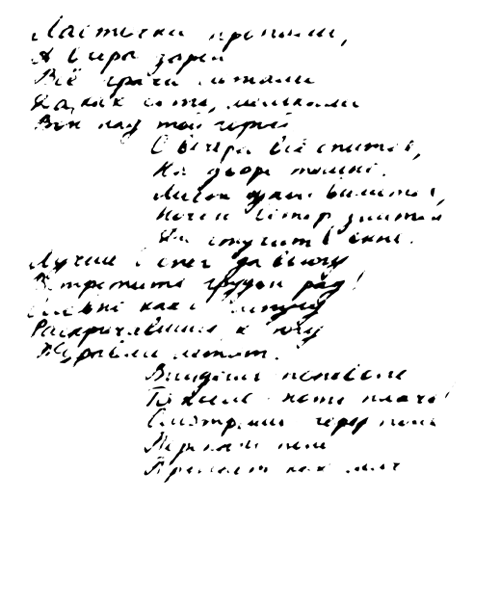 Ласточки пропали,
А вчера зарей
Всё грачи летали
Да, как сеть, мелькали
Вон над той горой
С вечера всё спится,
На дворе темно.
Лист сухой валится,
Ночью ветер злится
Да стучит в окно.
Лучше б снег да вьюгу
Встретить грудью рад!
Словно как с испугу
Раскричавшись, к югу
Журавли летят.
Выйдешь поневоле
Тяжело хоть плачь!
Смотришь через поле
Перекати поле
Прыгает как мяч